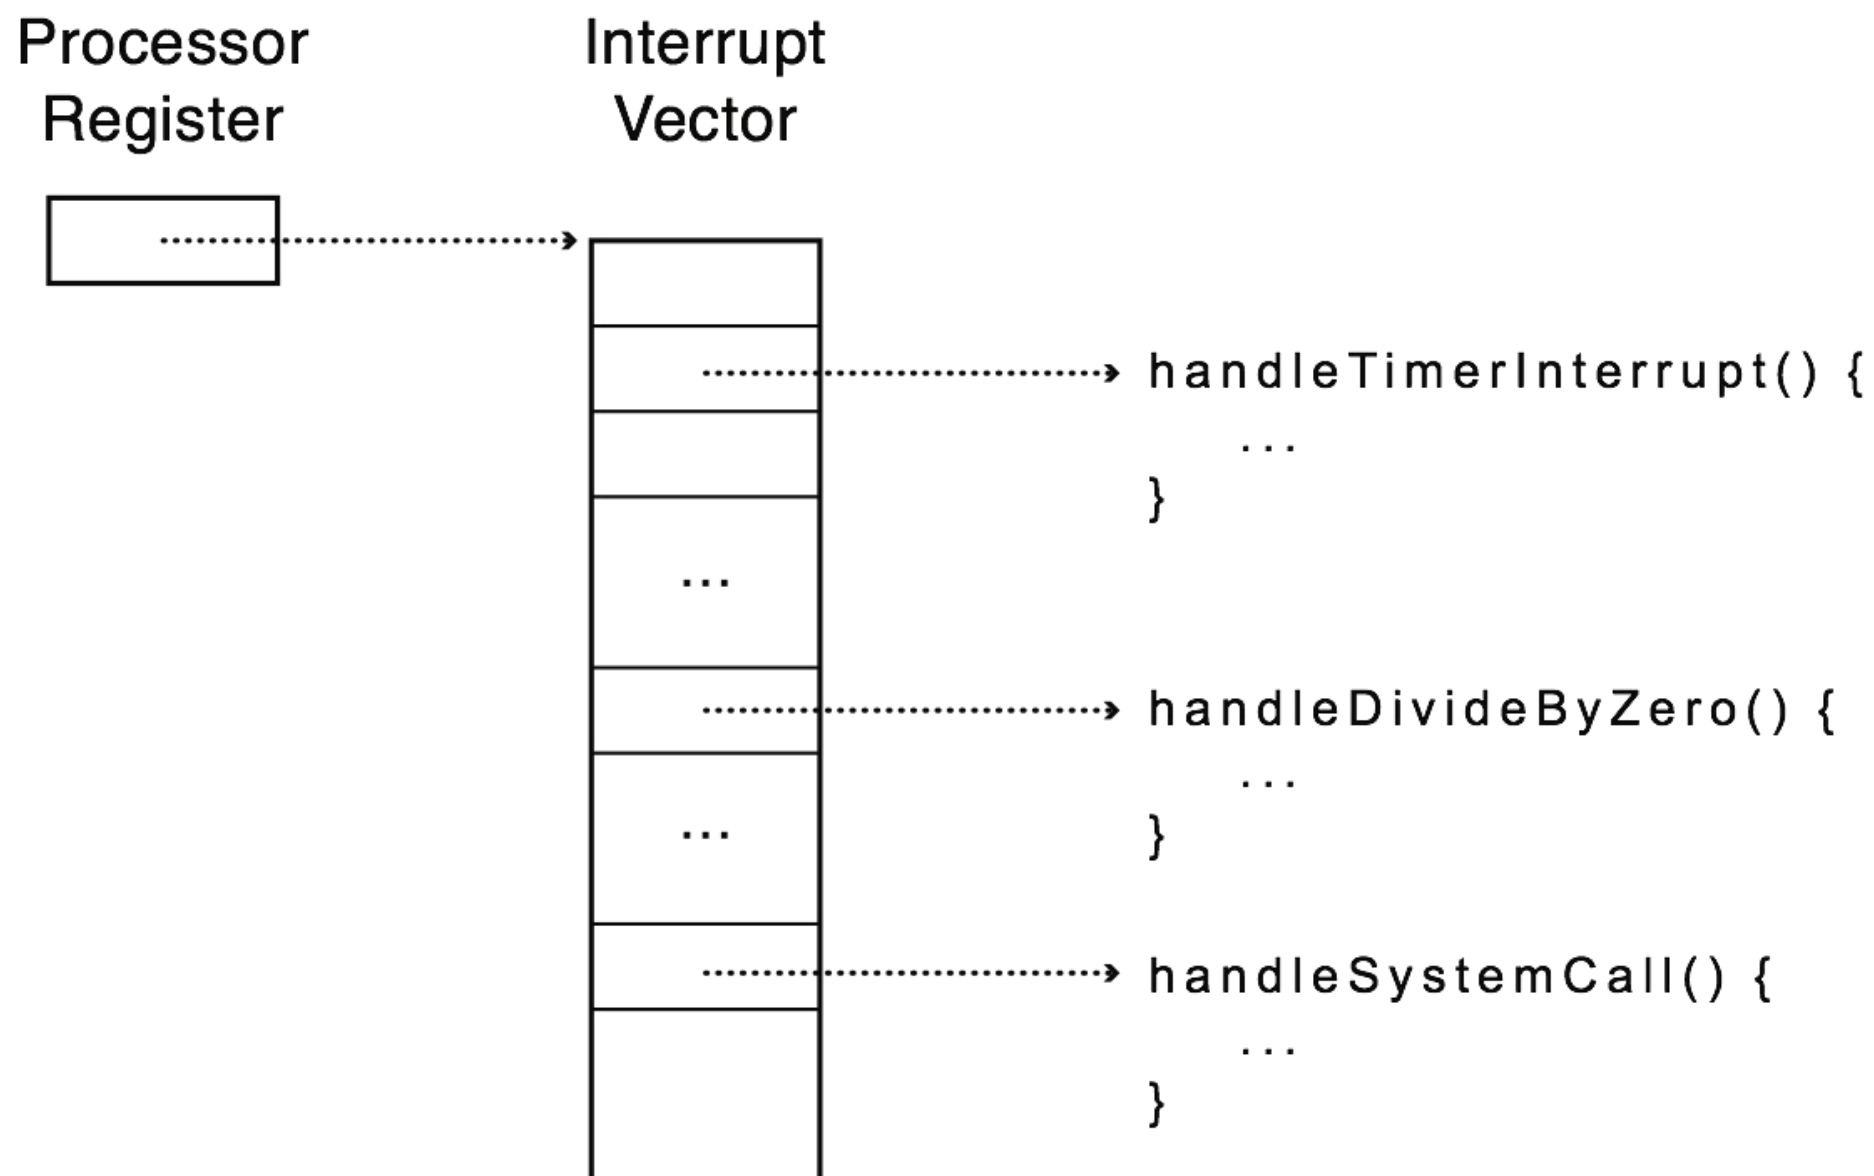 Processor
Register
Interrupt
Vector
handleTimerInterrupt() {
...
}
...
handleDivideByZero() {
...
}
...
handleSystemCall() {
...
}